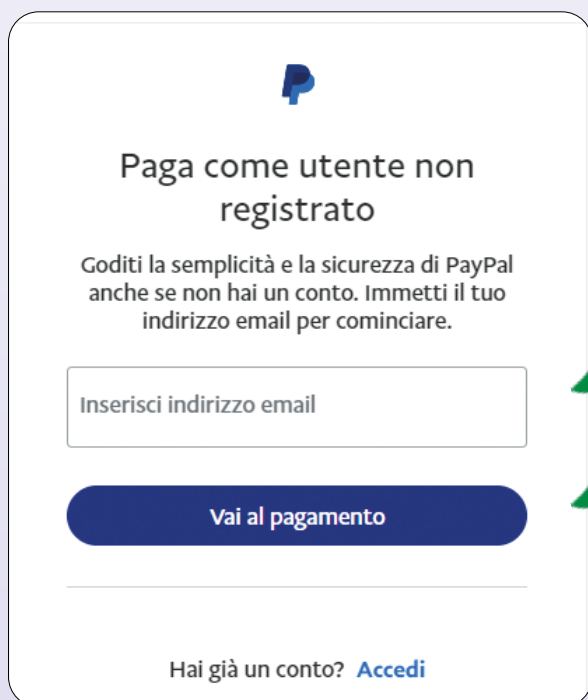 Paga come utente non
registrato
Goditi la semplicità e la sicurezza di PayPal
anche se non hai un conto. Immetti il tuo
indirizzo email per cominciare.
Inserisci indirizzo email
Vai al pagamento
Hai già un conto? Accedi